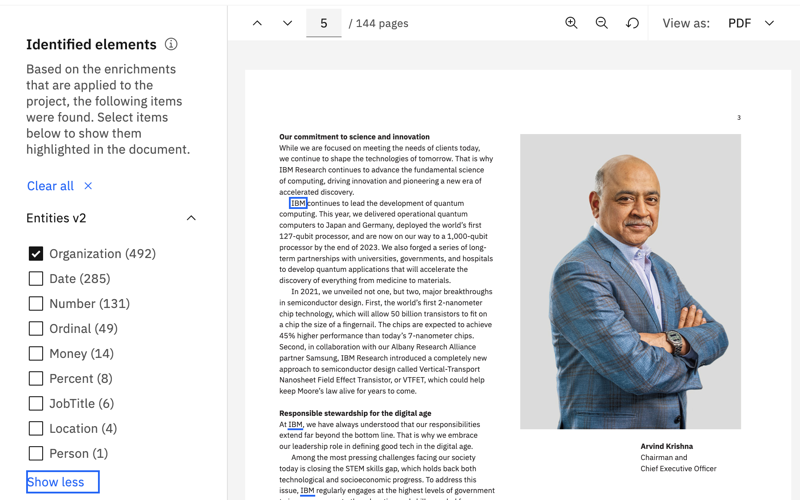 Identified elements
Based on the enrichments
that are applied to the
project, the following items
were found. Select items
below to show them
highlighted in the document.
Clear all ×
Entities v2
Organization (492)
Date (285)
Number (131)
Ordinal (49)
Money (14)
Percent (8)
JobTitle (6)
Location (4)
Person (1)
Show less
5 / 144 pages
View as: PDF
3
Our commitment to science and innovation
While we are focused on meeting the needs of clients today,
we continue to shape the technologies of tomorrow. That is why
IBM Research continues to advance the fundamental science
of computing, driving innovation and pioneering a new era of
accelerated discovery.
IBM continues to lead the development of quantum
computing. This year, we delivered operational quantum
computers to Japan and Germany, deployed the world's first
127-qubit processor, and are now on our way to a 1,000-qubit
processor by the end of 2023. We also forged a series of long-
term partnerships with universities, governments, and hospitals
to develop quantum applications that will accelerate the
discovery of everything from medicine to materials.
In 2021, we unveiled not one, but two, major breakthroughs
in semiconductor design. First, the world's first 2-nanometer
chip technology, which will allow 50 billion transistors to fit on
a chip the size of a fingernail. The chips are expected to achieve
45% higher performance than today's 7-nanometer chips.
Second, in collaboration with our Albany Research Alliance
partner Samsung, IBM Research introduced a completely new
approach to semiconductor design called Vertical-Transport
Nanosheet Field Effect Transistor, or VTFET, which could help
keep Moore's law alive for years to come.
Responsible stewardship for the digital age
At IBM, we have always understood that our responsibilities
extend far beyond the bottom line. That is why we embrace
our leadership role in defining good tech in the digital age.
Among the most pressing challenges facing our society
today is closing the STEM skills gap, which holds back both
technological and socioeconomic progress. To address this
issue, IBM regularly engages at the highest levels of government
Arvind Krishna
Chairman and
Chief Executive Officer